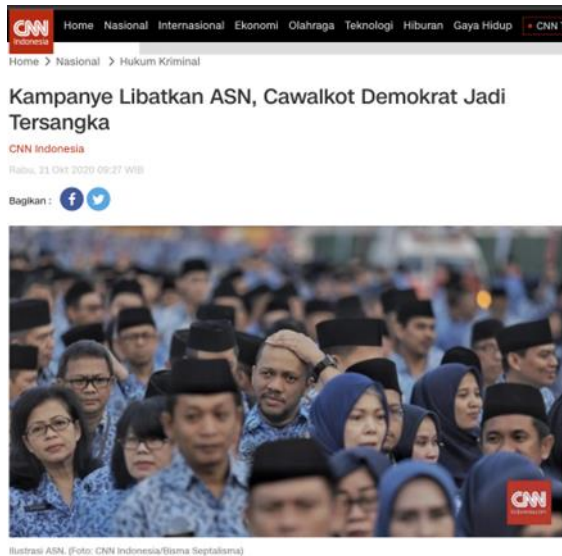 CNN
Indonesia
Home Nasional Internasional Ekonomi Olahraga Teknologi Hiburan Gaya Hidup • CNN
Home > Nasional > Hukum Kriminal
Kampanye Libatkan ASN, Cawalkot Demokrat Jadi
Tersangka
CNN Indonesia
Rabu, 21 Okt 2020 09:27 WIB
Bagikan :
CNN
Ilustrasi ASN. (Foto: CNN Indonesia/Bisma Septalisma)